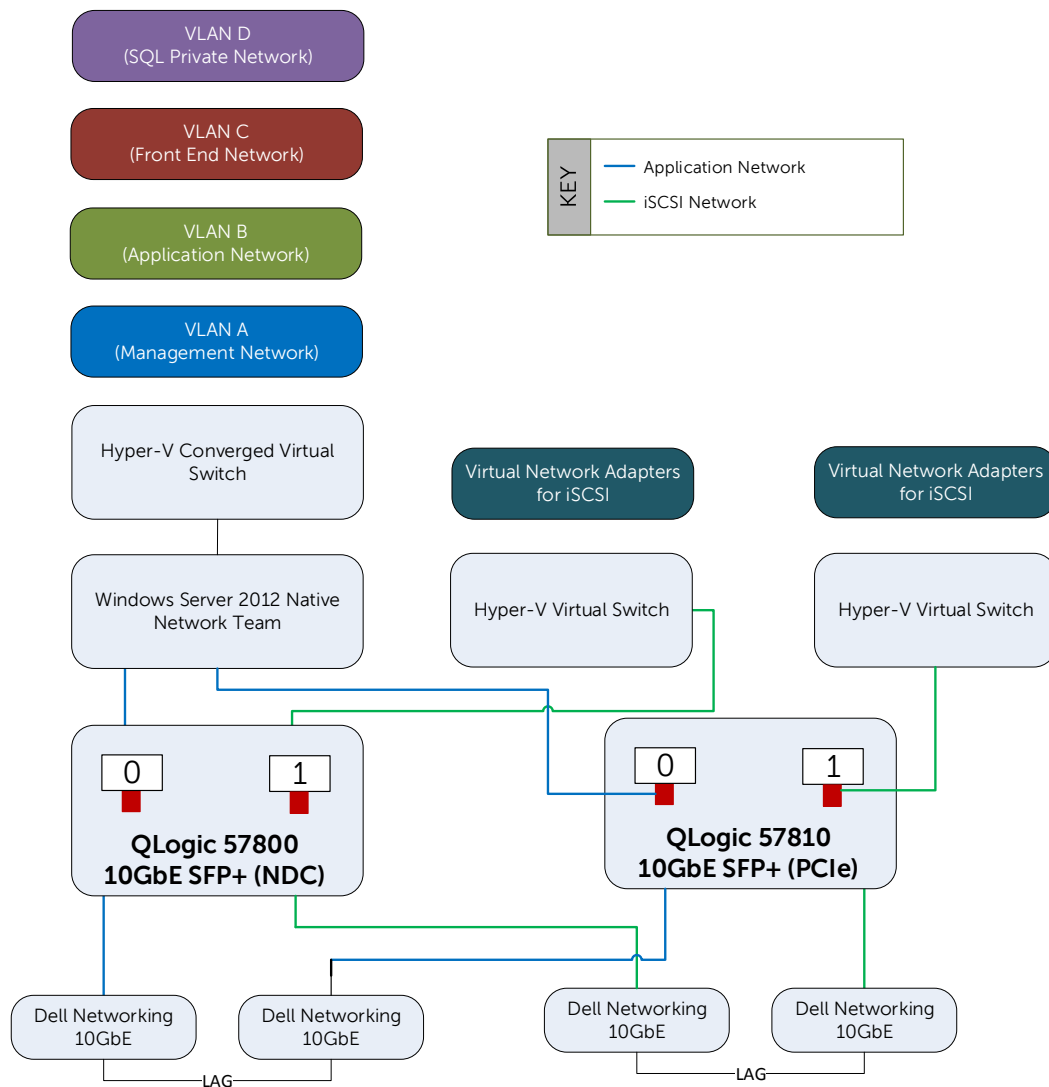 VLAN D
(SQL Private Network)
VLAN C
(Front End Network)
VLAN B
(Application Network)
VLAN A
(Management Network)
KEY
Application Network
iSCSI Network
Hyper-V Converged Virtual
Switch
Virtual Network Adapters
for iSCSI
Virtual Network Adapters
for iSCSI
Windows Server 2012 Native
Network Team
Hyper-V Virtual Switch
Hyper-V Virtual Switch
0
1
QLogic 57800
10GbE SFP+ (NDC)
0
1
QLogic 57810
10GbE SFP+ (PCIe)
Dell Networking
10GbE
Dell Networking
10GbE
Dell Networking
10GbE
Dell Networking
10GbE
LAG
LAG